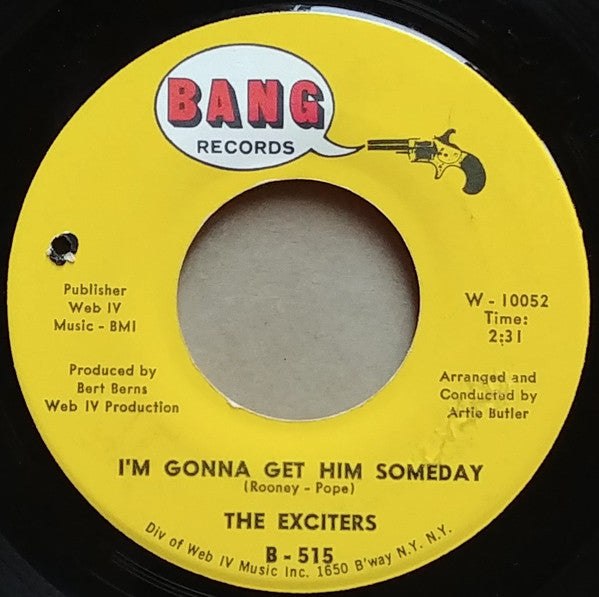 BANG
RECORDS
Publisher
Web IV
Music - BMI
Produced by
Bert Berns
Web IV Production
W - 10052
Time:
2:31
Arranged and
Conducted by
Artie Butler
I'M GONNA GET HIM SOMEDAY
(Rooney - Pope)
THE EXCITERS
B - 515
Div of Web IV Music Inc. 1650 B'way N.Y. N.Y.